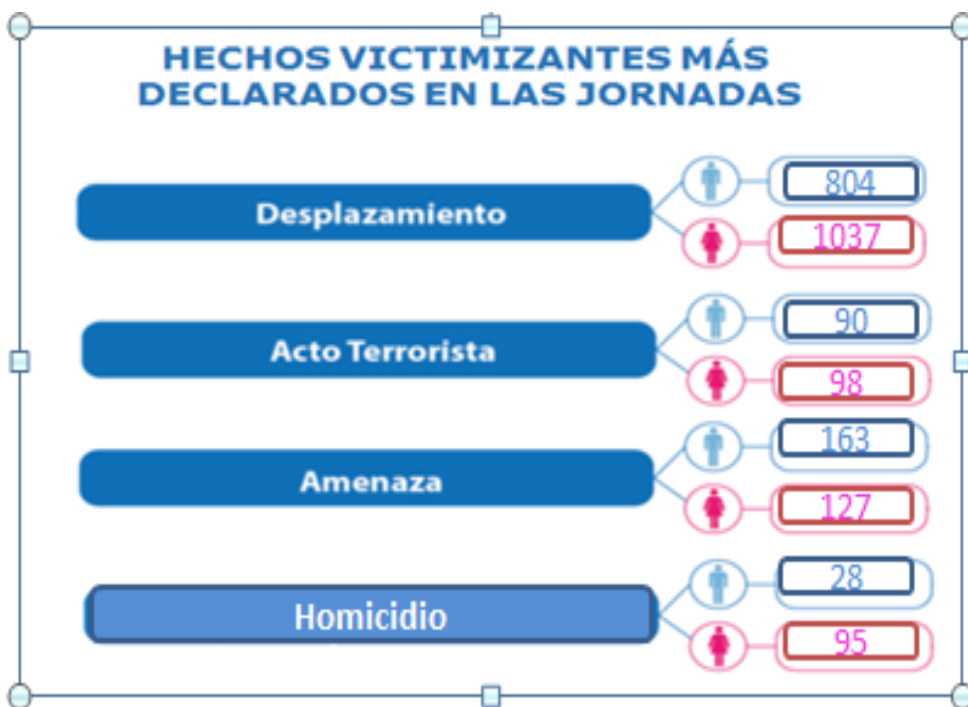 HECHOS VICTIMIZANTES MÁS
DECLARADOS EN LAS JORNADAS
Desplazamiento
804
1037
Acto Terrorista
90
98
Amenaza
163
127
Homicidio
28
95